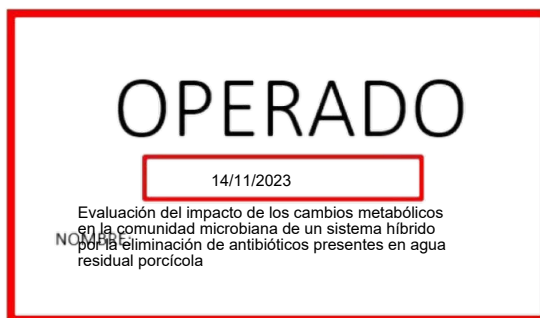 OPERADO
14/11/2023
Evaluación del impacto de los cambios metabólicos
en la comunidad microbiana de un sistema híbrido
NOMBRE:
por la eliminación de antibióticos presentes en agua
residual porcícola